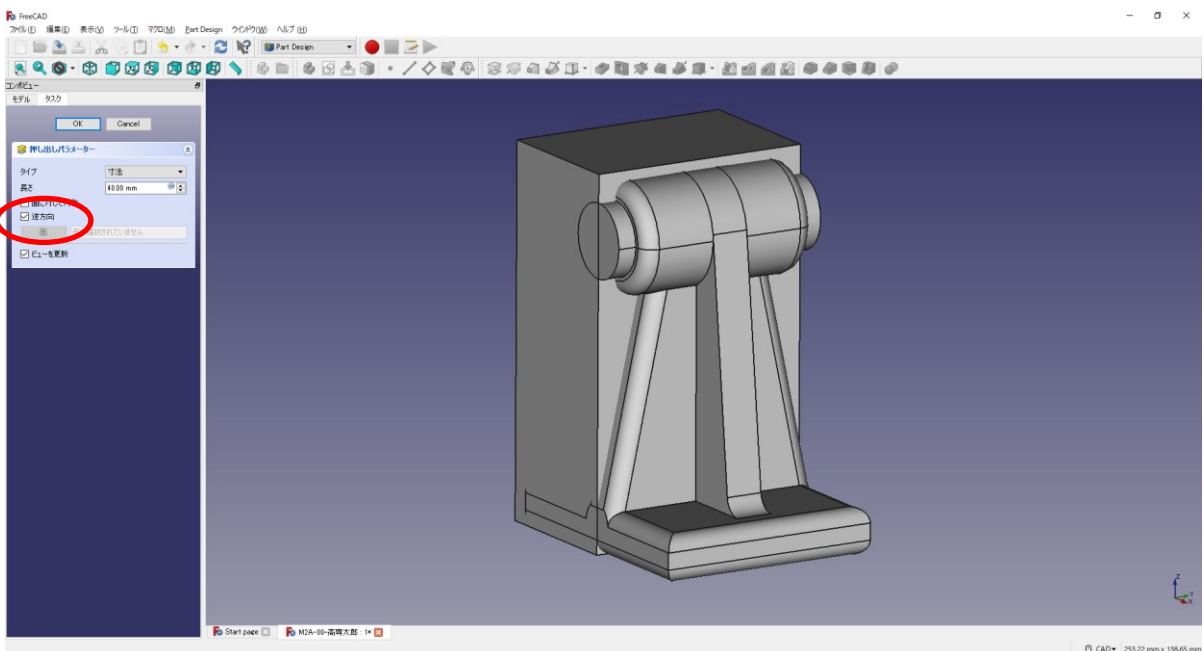 FreeCAD
ファイル(F) 編集(E) 表示(V) ツール(T) マクロ(M) Part Design ウインドウ(W) ヘルプ(H)
Part Design
コンボビュー
モデル タスク
OK Cancel
押し出しパラメーター
タイプ 寸法
長さ 40.00 mm
逆方向
面
ビューを更新
Z
Y
X
Start page M2A-00-高専太郎 : 1*
CAD 253.22 mm x 138.65 mm